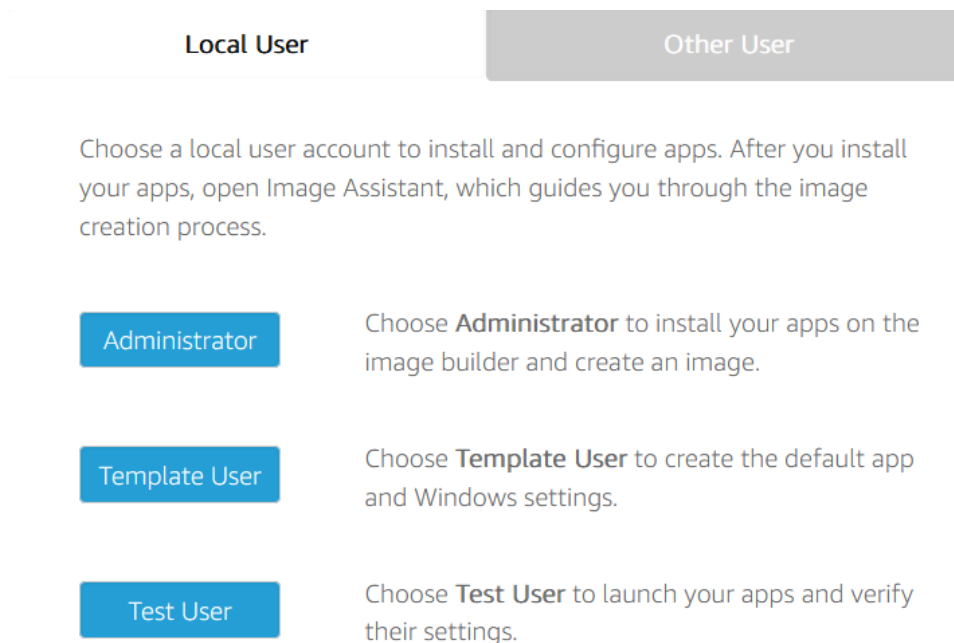 Local User
Other User
Choose a local user account to install and configure apps. After you install
your apps, open Image Assistant, which guides you through the image
creation process.
Administrator
Choose Administrator to install your apps on the
image builder and create an image.
Template User
Choose Template User to create the default app
and Windows settings.
Test User
Choose Test User to launch your apps and verify
their settings.